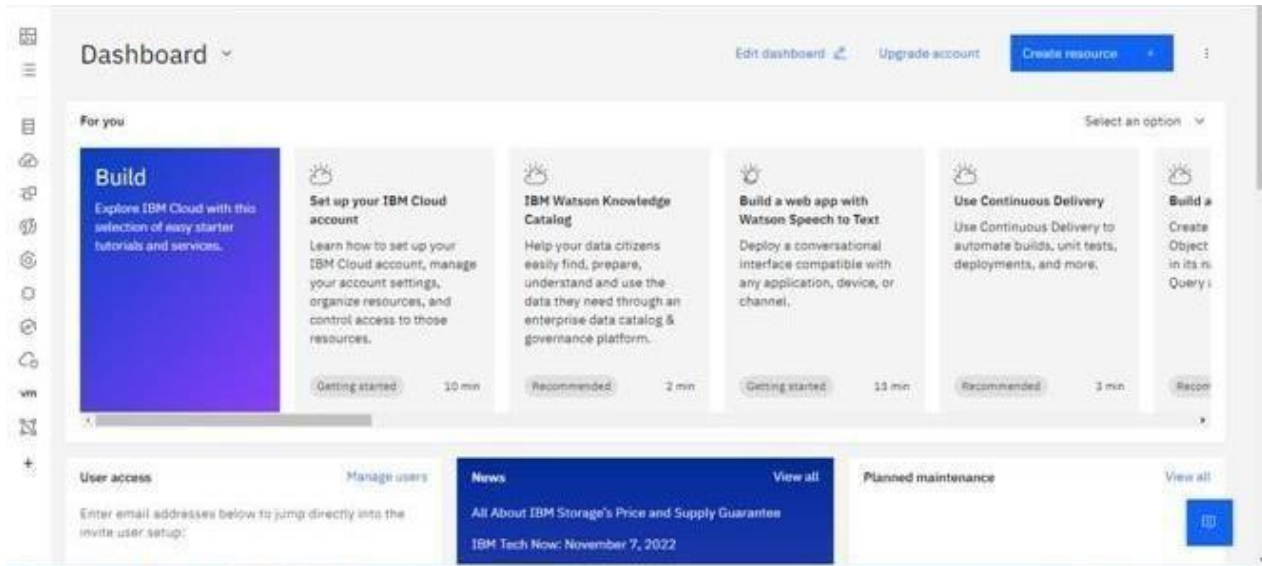 Dashboard
Edit dashboard
Upgrade account
Create resource +
For you
Select an option
Build
Explore IBM Cloud with this
selection of easy starter
tutorials and services.
Set up your IBM Cloud
account
Learn how to set up your
IBM Cloud account, manage
your account settings,
organize resources, and
control access to those
resources.
Getting started
10 min
IBM Watson Knowledge
Catalog
Help your data citizens
easily find, prepare,
understand and use the
data they need through an
enterprise data catalog &
governance platform.
Recommended
2 min
Build a web app with
Watson Speech to Text
Deploy a conversational
interface compatible with
any application, device, or
channel.
Getting started
13 min
Use Continuous Delivery
Use Continuous Delivery to
automate builds, unit tests,
deployments, and more.
Recommended
3 min
Build a
Create
Object
in its n
Query
Recom
vm
+
User access
Manage users
Enter email addresses below to jump directly into the
invite user setup:
News
View all
All About IBM Storage's Price and Supply Guarantee
IBM Tech Now: November 7, 2022
Planned maintenance
View all